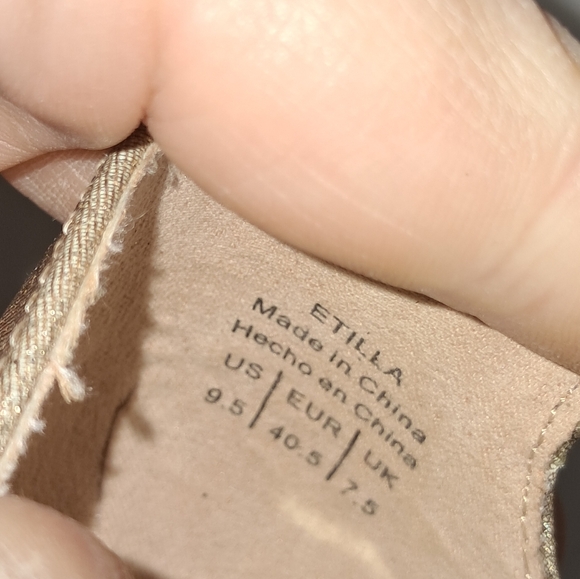 ETILLA
Made in China
Hecho en China
US | EUR | UK
9.5 | 40.5 | 7.5